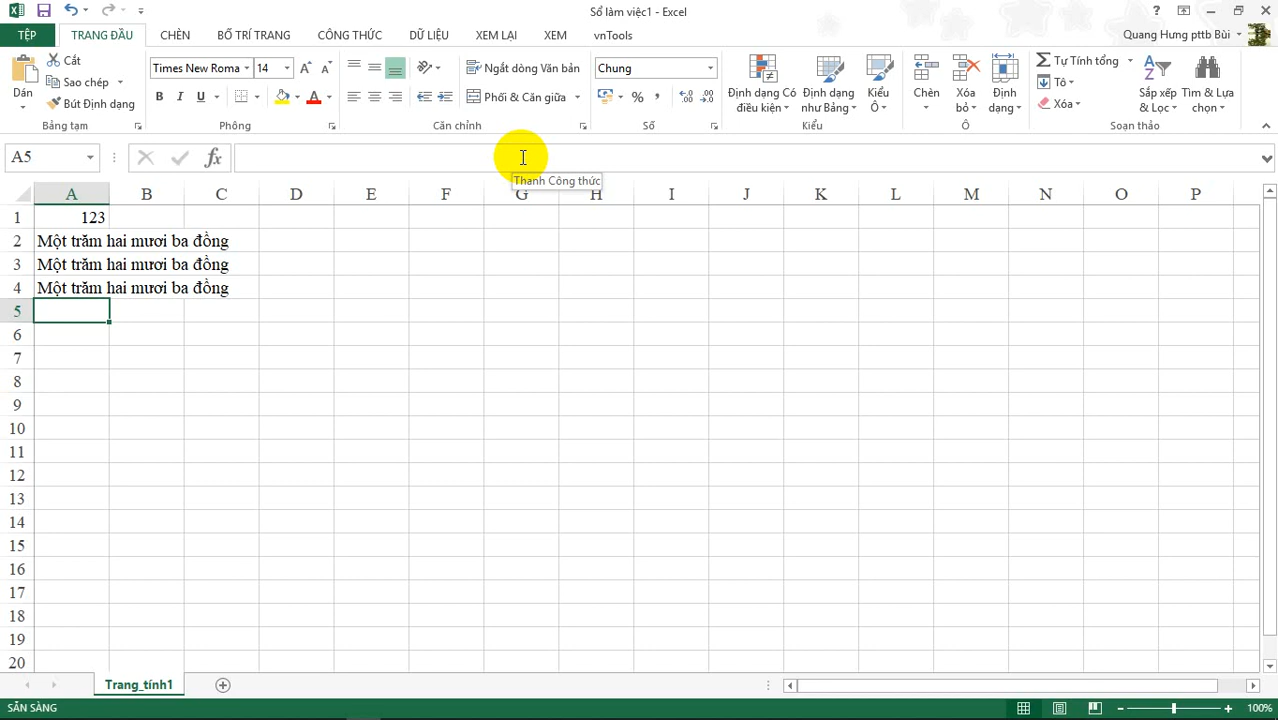 Sổ làm việc1 - Excel
?
TỆP TRANG ĐẦU CHÈN BỐ TRÍ TRANG CÔNG THỨC DỮ LIỆU XEM LẠI XEM vnTools Quang Hưng pttb Bùi
Dán
Cắt
Sao chép
Bút Định dạng
Bảng tạm
Times New Roma 14
B I U
Phông
Ngắt dòng Văn bản
Phối & Căn giữa
Căn chỉnh
Chung
%
Số
Định dạng Có điều kiện
Định dạng như Bảng
Kiểu Ô
Kiểu
Chèn
Xóa bỏ
Định dạng
Ô
Tự Tính tổng
Tô
Xóa
Sắp xếp & Lọc
Tìm & Lựa chọn
Soạn thảo
A5
fx
Thanh Công thức
A B C D E F G H I J K L M N O P
1 123
2 Một trăm hai mươi ba đồng
3 Một trăm hai mươi ba đồng
4 Một trăm hai mươi ba đồng
5
6
7
8
9
10
11
12
13
14
15
16
17
18
19
20
Trang_tính1
SẴN SÀNG
100%